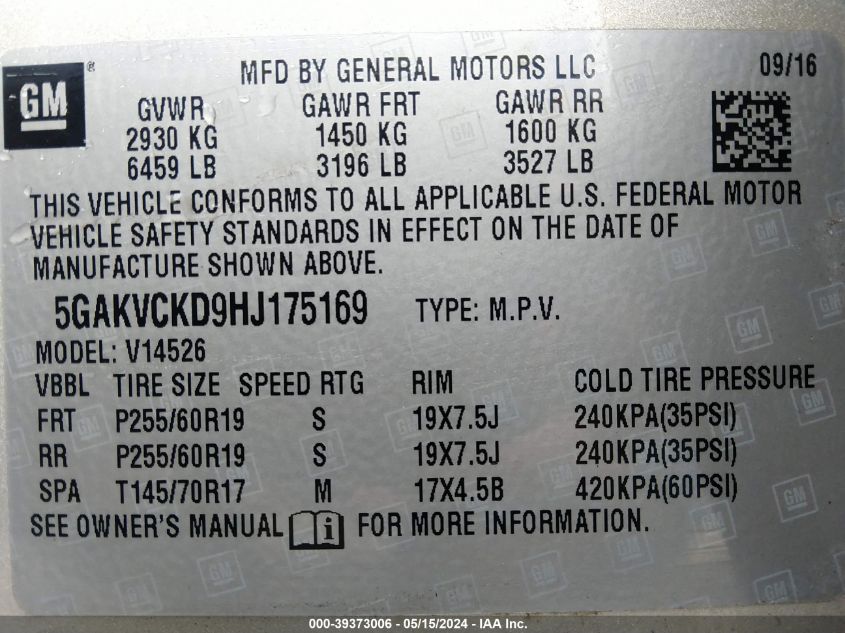 MFD BY GENERAL MOTORS LLC 09/16
GM ®
GVWR GAWR FRT GAWR RR
2930 KG 1450 KG 1600 KG
6459 LB 3196 LB 3527 LB
THIS VEHICLE CONFORMS TO ALL APPLICABLE U.S. FEDERAL MOTOR
VEHICLE SAFETY STANDARDS IN EFFECT ON THE DATE OF
MANUFACTURE SHOWN ABOVE.
5GAKVCKD9HJ175169 TYPE: M.P.V.
MODEL: V14526
VBBL TIRE SIZE SPEED RTG RIM COLD TIRE PRESSURE
FRT P255/60R19 S 19X7.5J 240KPA(35PSI)
RR P255/60R19 S 19X7.5J 240KPA(35PSI)
SPA T145/70R17 M 17X4.5B 420KPA(60PSI)
SEE OWNER'S MANUAL i FOR MORE INFORMATION.
000-39373006 - 05/15/2024 - IAA Inc.